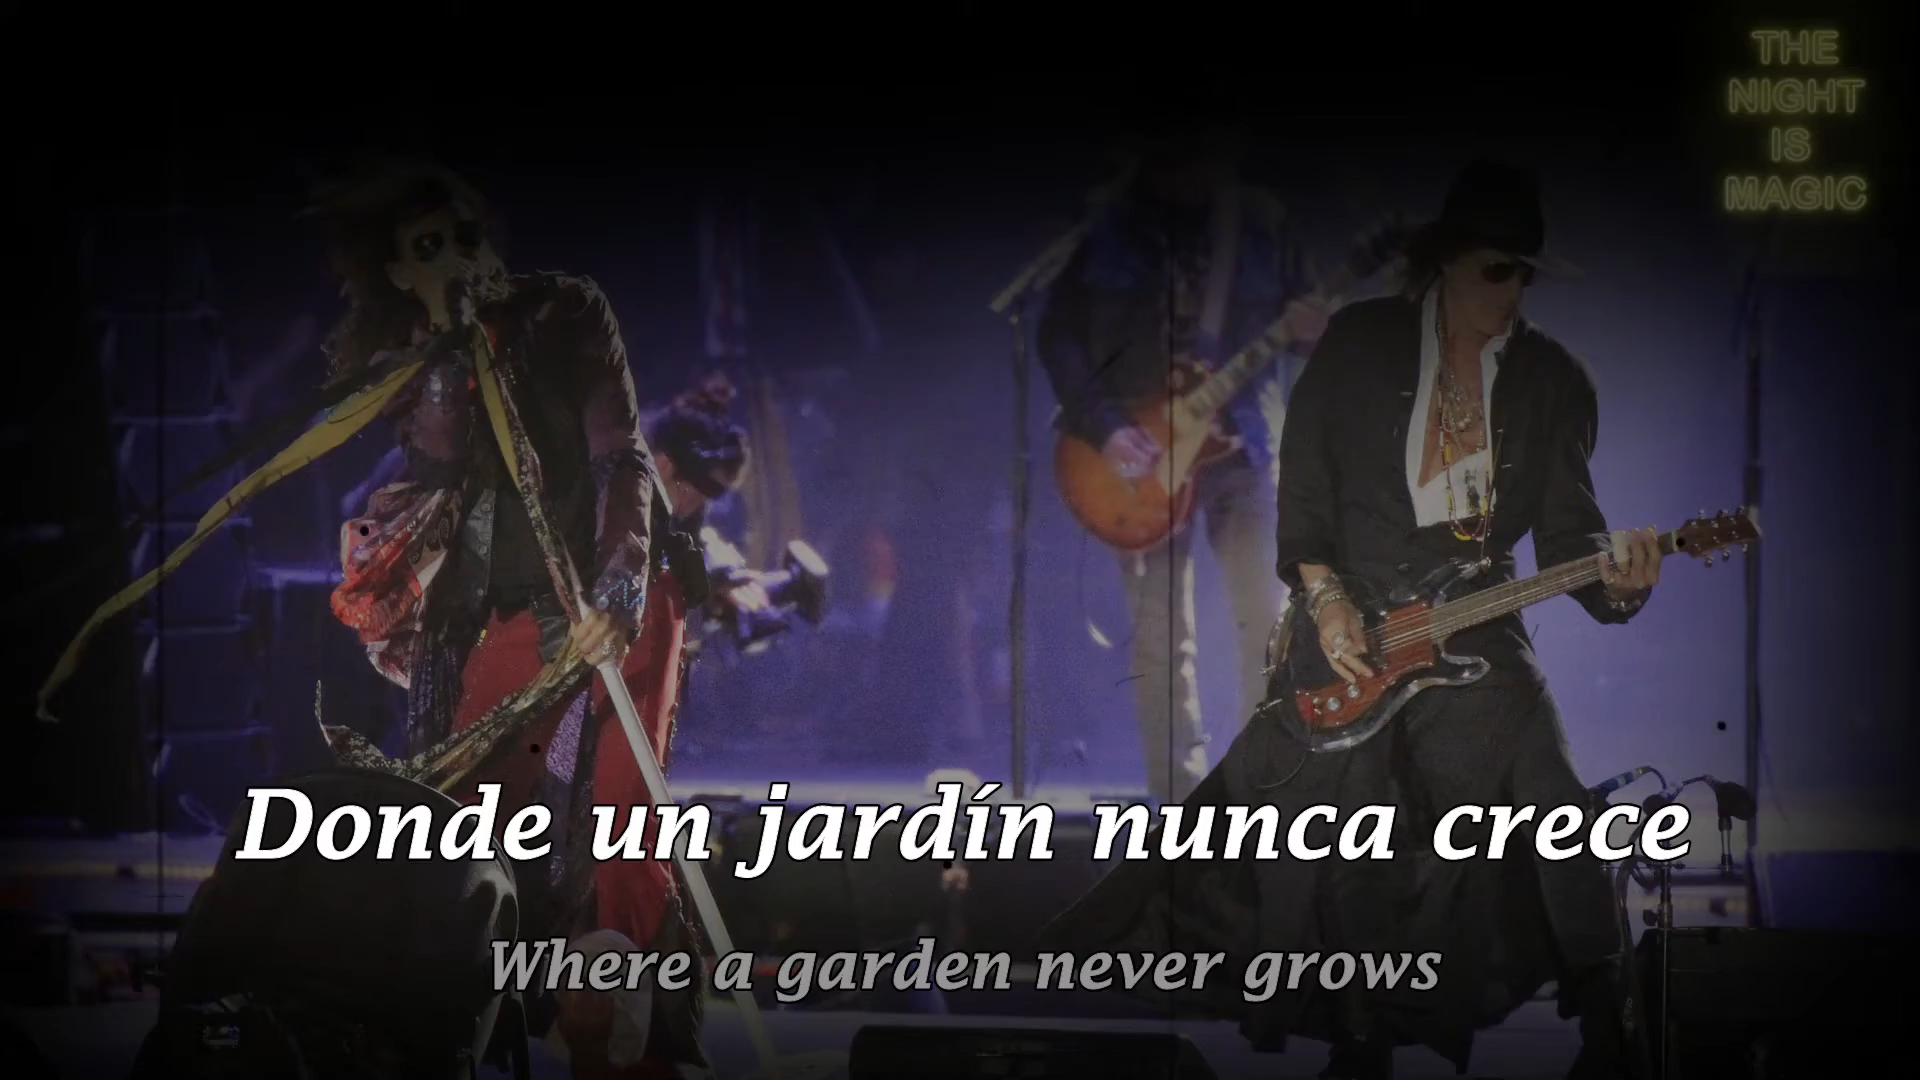 THE
NIGHT
IS
MAGIC
Donde un jardín nunca crece
Where a garden never grows